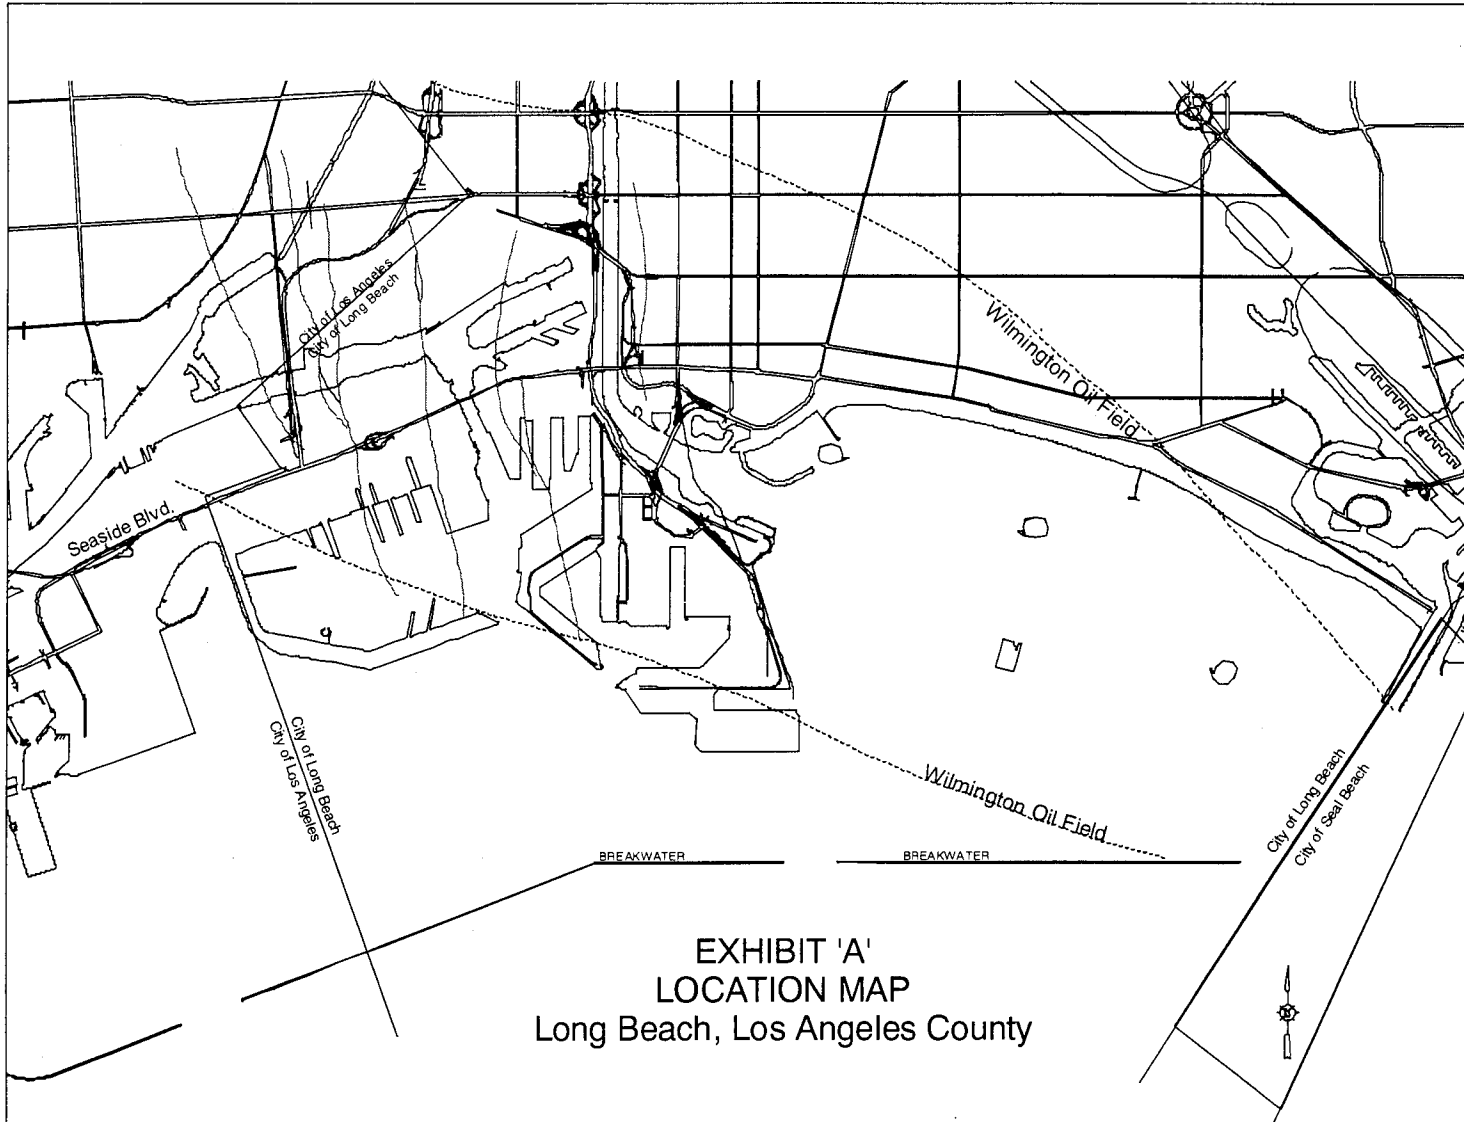 City of Los Angeles
City of Long Beach
Wilmington Oil Field
Seaside Blvd.
City of Long Beach
City of Los Angeles
Wilmington Oil Field
City of Long Beach
City of Seal Beach
BREAKWATER
BREAKWATER
EXHIBIT 'A'
LOCATION MAP
Long Beach, Los Angeles County